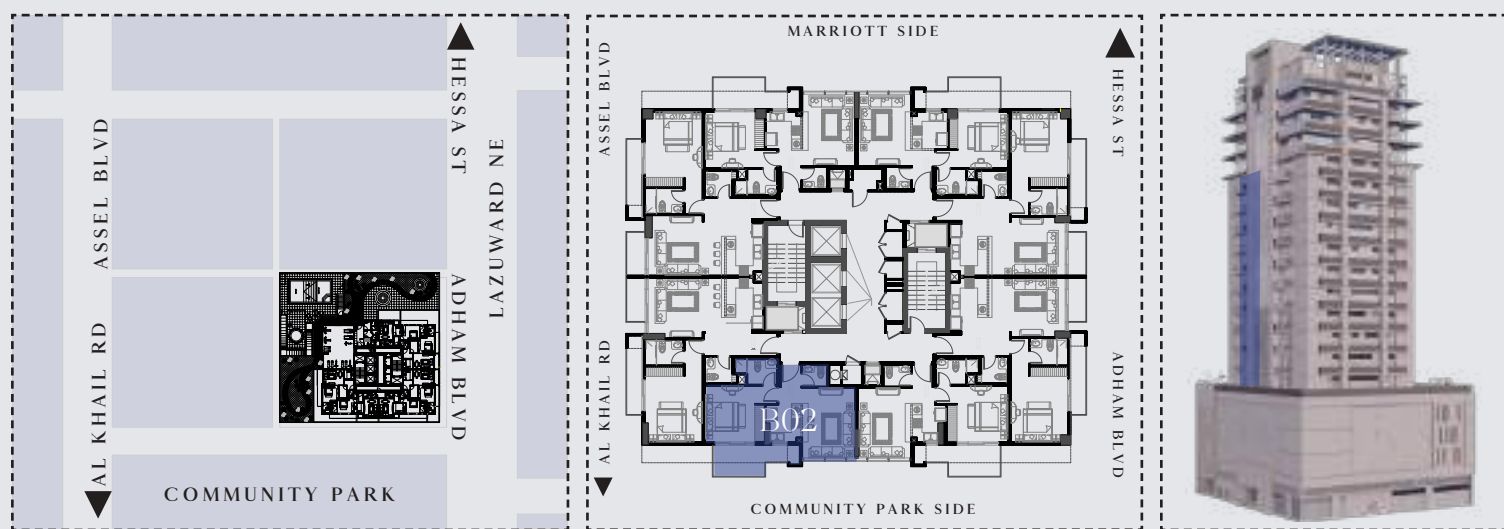 HESSA ST
ASSEL BLVD
LAZUWARD NE
ADHAM BLVD
AL KHAIL RD
COMMUNITY PARK
MARRIOTT SIDE
ASSEL BLVD
HESSA ST
AL KHAIL RD
ADHAM BLVD
B02
COMMUNITY PARK SIDE